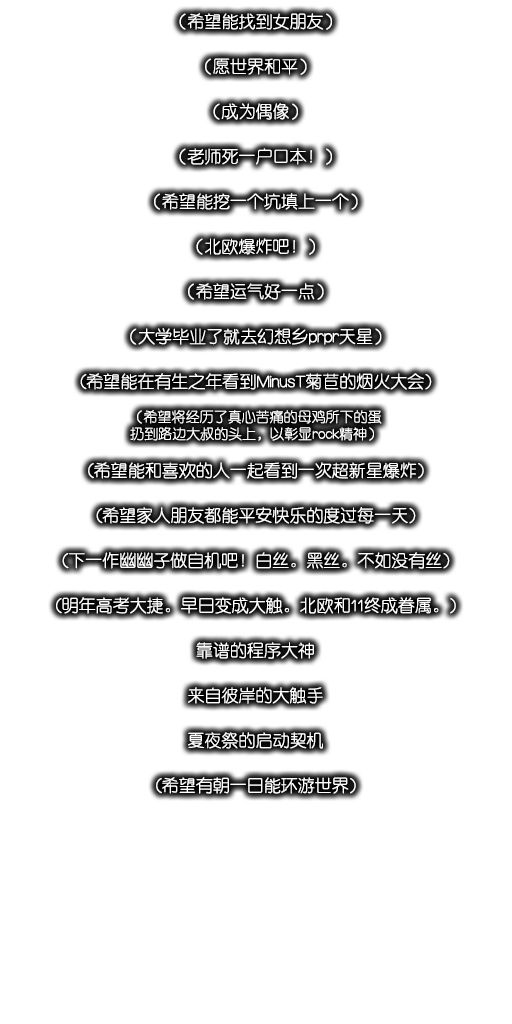 （希望能找到女朋友）
（愿世界和平）
（成为偶像）
（老师死一户口本！）
（希望能挖一个坑填上一个）
（北欧爆炸吧！）
（希望运气好一点）
（大学毕业了就去幻想乡prpr天星）
（希望能在有生之年看到MinusT菊苣的烟火大会）
（希望将经历了真心苦痛的母鸡所下的蛋
扔到路边大叔的头上，以彰显rock精神）
（希望能和喜欢的人一起看到一次超新星爆炸）
（希望家人朋友都能平安快乐的度过每一天）
（下一作幽幽子做自机吧！白丝。黑丝。不如没有丝）
（明年高考大捷。早日变成大触。北欧和11终成眷属。）
靠谱的程序大神
来自彼岸的大触手
夏夜祭的启动契机
（希望有朝一日能环游世界）